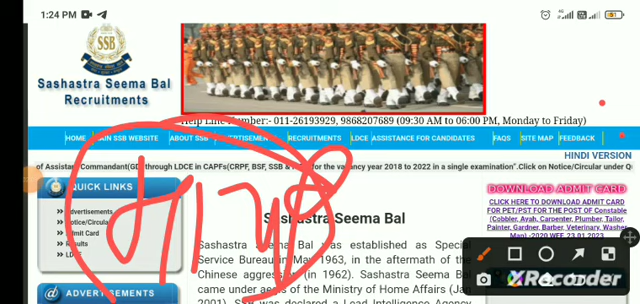 1:24 PM
SSB
Sashastra Seema Bal
Recruitments
Help Line Number:- 011-26193929, 9868207689 (09:30 AM to 06:00 PM, Monday to Friday)
HOME
MAIN SSB WEBSITE
ABOUT SSB
ADVERTISEMENT
RECRUITMENTS
LDCE
ASSISTANCE FOR CANDIDATES
FAQS
SITE MAP
FEEDBACK
HINDI VERSION
of Assistant Commandant(GD) through LDCE in CAPFs(CRPF, BSF, SSB & for the vacancy year 2018 to 2022 in a single examination".Click on Notice/Circular under Q
QUICK LINKS
Advertisements
Notice/Circular
Admit Card
Results
LDCE
ADVERTISEMENTS
Sashastra Seema Bal
Sashastra Seema Bal was established as Special
Service Bureau in May 1963, in the aftermath of the
Chinese aggression (in 1962). Sashastra Seema Bal
came under aegis of the Ministry of Home Affairs (Jan
2001). SSB was declared a Lead Intelligence Agency
DOWNLOAD ADMIT CARD
CLICK HERE TO DOWNLOAD ADMIT CARD
FOR PET/PST FOR THE POST OF Constable
(Cobbler, Ayah, Carpenter, Plumber, Tailor,
Painter, Gardner, Barber, Veterinary, Washer
Man) -2020 WEF 23.01.2023
XRecorder